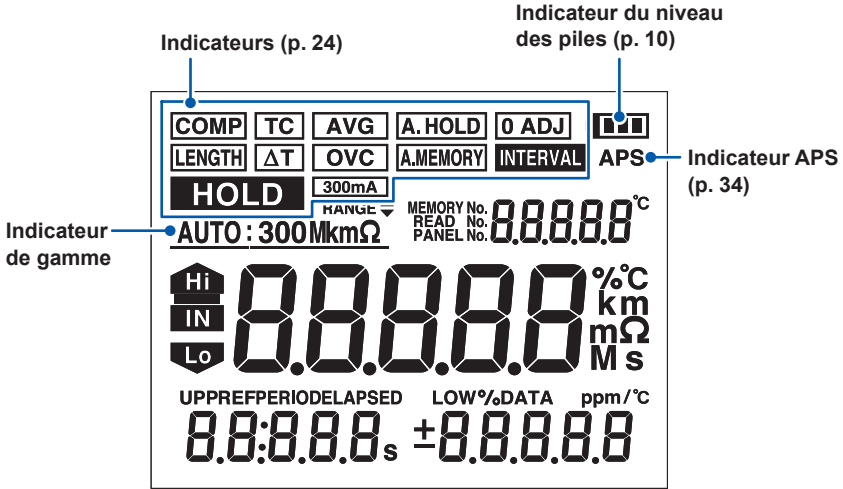 Indicateur du niveau
des piles (p. 10)
Indicateurs (p. 24)
COMP TC AVG A.HOLD 0 ADJ
LENGTH ΔT OVC A.MEMORY INTERVAL APS
Indicateur APS
(p. 34)
HOLD 300mA
RANGE
MEMORY No.
READ No.
PANEL No.
8.8.8.8.8 °C
Indicateur
de gamme
AUTO : 300 MkmΩ
Hi
IN
Lo
8.8.8.8.8
%°C
km
mΩ
M s
UPPREFPERIODELAPSED LOW%DATA ppm/°C
8.8:8.8.8 s ±8.8.8.8.8